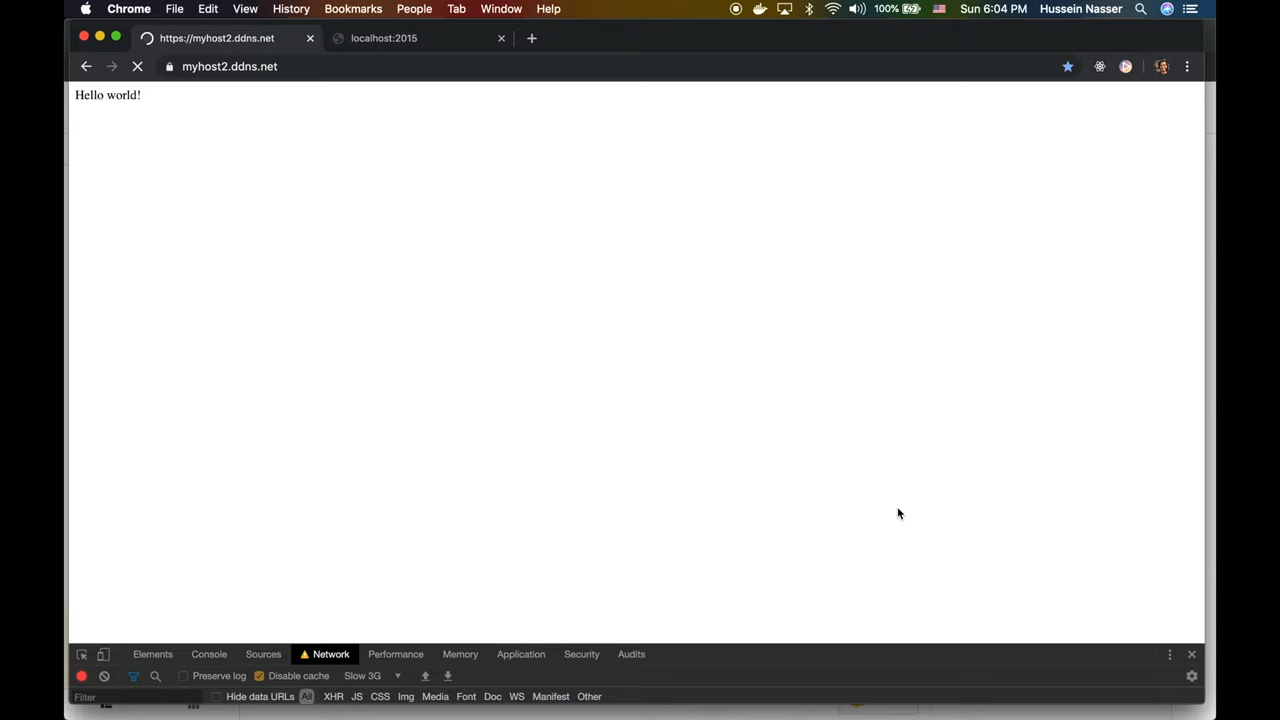 Chrome File Edit View History Bookmarks People Tab Window Help 100% Sun 6:04 PM Hussein Nasser
https://myhost2.ddns.net localhost:2015
myhost2.ddns.net
Hello world!
Elements Console Sources Network Performance Memory Application Security Audits
Preserve log Disable cache Slow 3G
Filter Hide data URLs All XHR JS CSS Img Media Font Doc WS Manifest Other